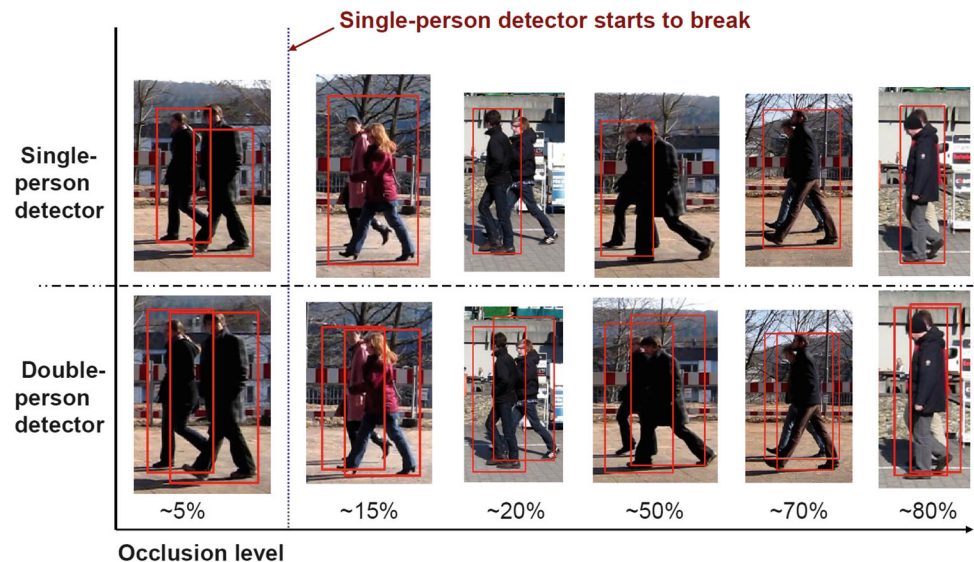 Single-person detector starts to break
Single-
person
detector
Double-
person
detector
~5%
~15%
~20%
~50%
~70%
~80%
Occlusion level